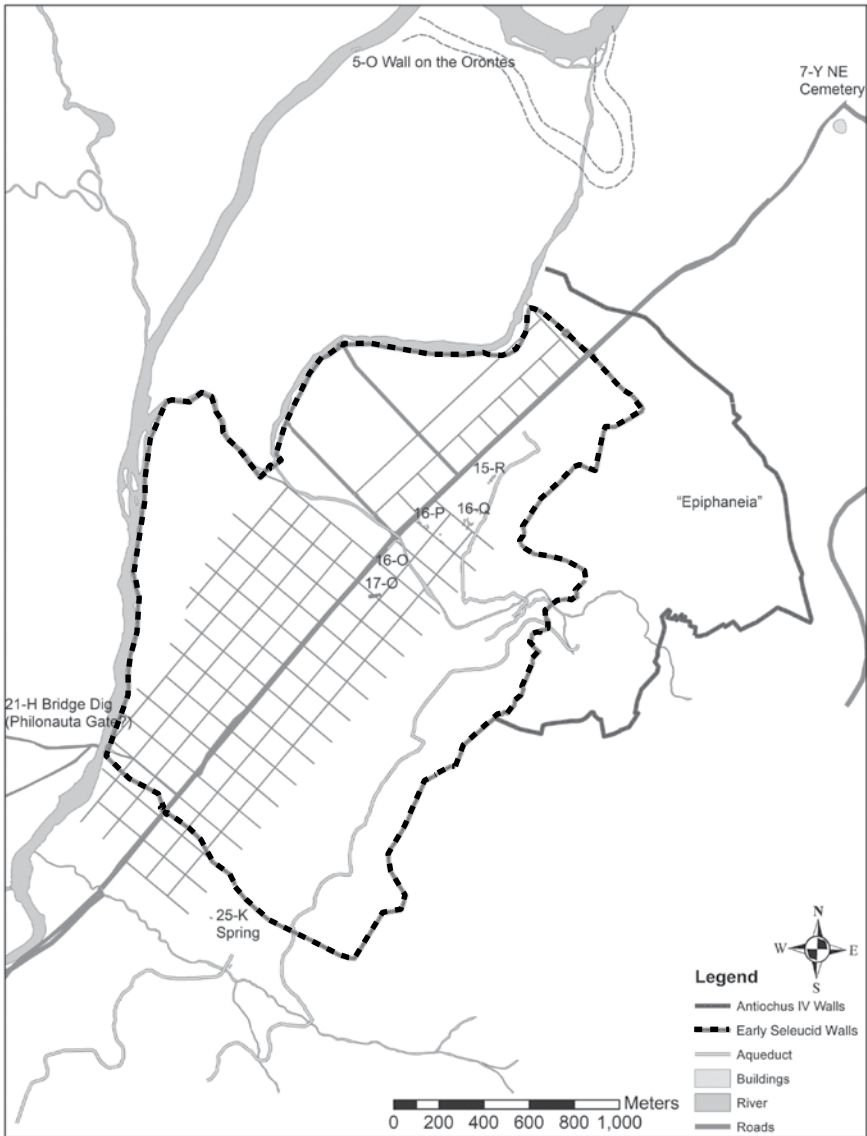 5-O Wall on the Orontes
7-Y NE
Cemetery
15-R
16-P
16-Q
"Epiphaneia"
16-O
17-O
21-H Bridge Dig
(Philonauta Gate?)
25-K
Spring
N
W
E
S
Legend
Antiochus IV Walls
Early Seleucid Walls
Aqueduct
Buildings
River
Roads
Meters
0 200 400 600 800 1,000